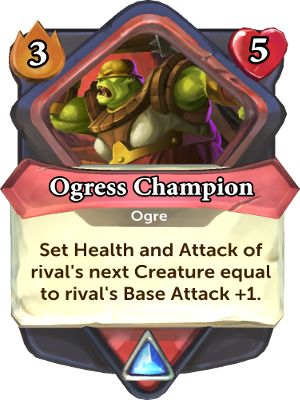 3
5
Ogress Champion
Ogre
Set Health and Attack of
rival's next Creature equal
to rival's Base Attack +1.